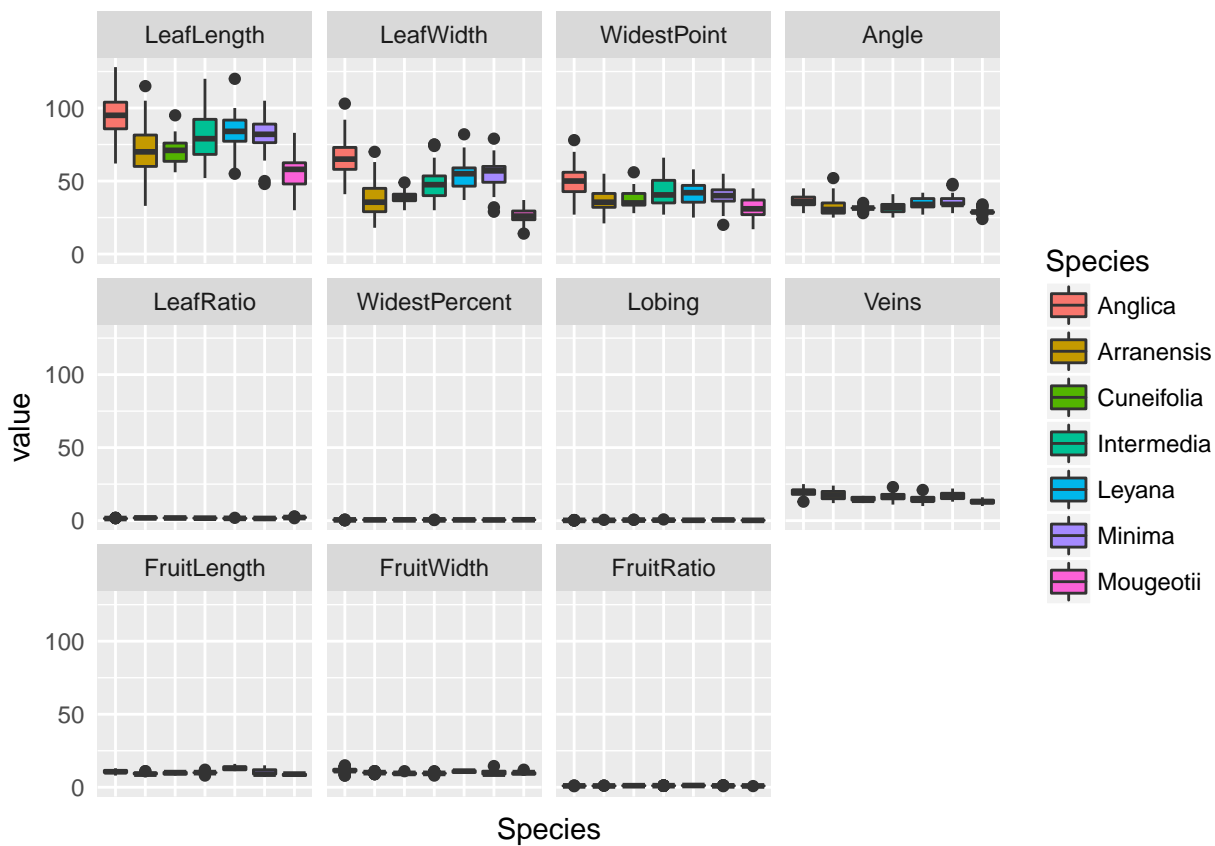 LeafLength LeafWidth WidestPoint Angle
100
50
0
LeafRatio WidestPercent Lobing Veins
100
50
0
FruitLength FruitWidth FruitRatio
100
50
0
value
Species
Species
Anglica
Arranensis
Cuneifolia
Intermedia
Leyana
Minima
Mougeotii